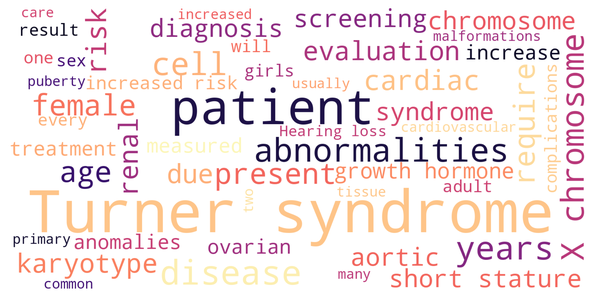 care
increased
result
diagnosis
screening
chromosome
malformations
risk
one
sex
will
evaluation
increase
puberty
increased risk
cell
girls
usually
cardiac
female
patient
syndrome
require
complications
X chromosome
every
Hearing loss
cardiovascular
treatment
renal
measured
abnormalities
age
due
present
growth hormone
adult
two
tissue
Turner syndrome
primary
anomalies
ovarian
aortic
years
karyotype
disease
many
short stature
common